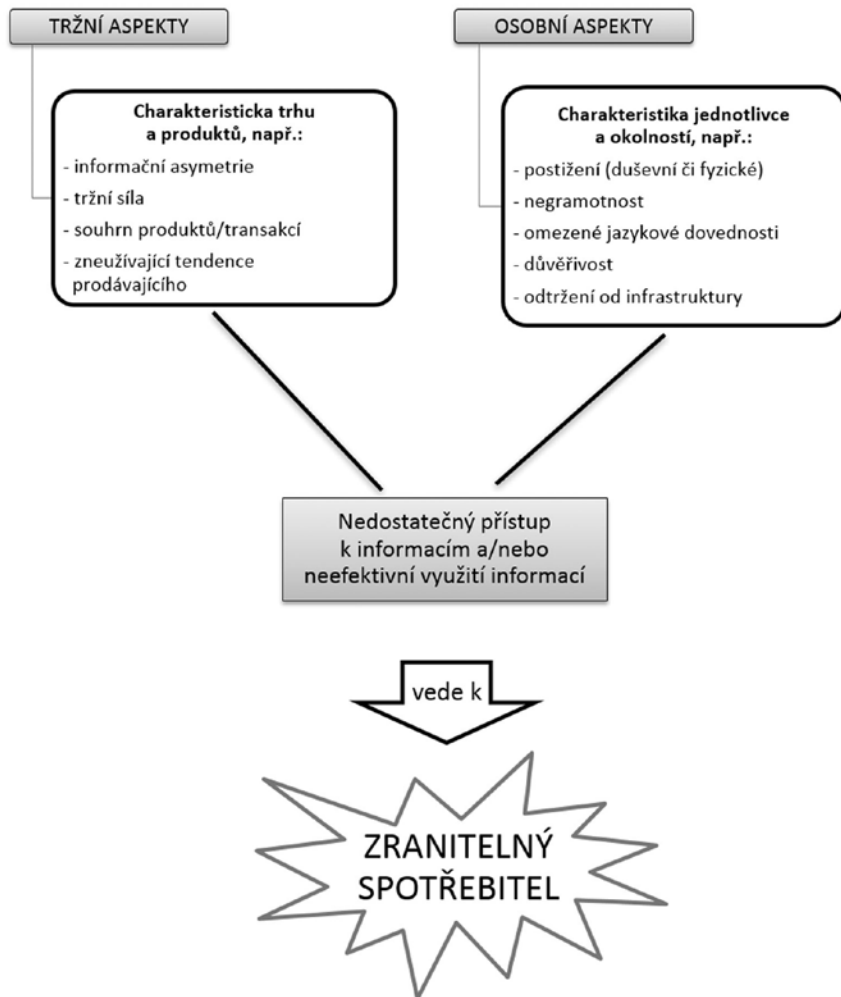 TRŽNÍ ASPEKTY
Charakteristicka trhu
a produktů, např.:
- informační asymetrie
- tržní síla
- souhrn produktů/transakcí
- zneužívající tendence
prodávajícího
OSOBNÍ ASPEKTY
Charakteristika jednotlivce
a okolností, např.:
- postižení (duševní či fyzické)
- negramotnost
- omezené jazykové dovednosti
- důvěřivost
- odtržení od infrastruktury
Nedostatečný přístup
k informacím a/nebo
neefektivní využití informací
vede k
ZRANITELNÝ
SPOTŘEBITEL